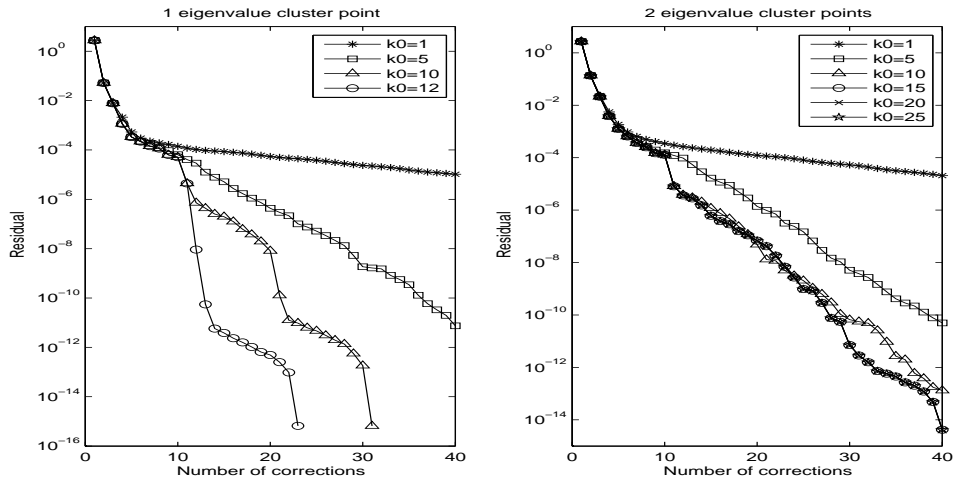 1 eigenvalue cluster point
10^0
10^−2
10^−4
10^−6
10^−8
10^−10
10^−12
10^−14
10^−16
Residual
0 10 20 30 40
Number of corrections
k0=1
k0=5
k0=10
k0=12
2 eigenvalue cluster points
10^0
10^−2
10^−4
10^−6
10^−8
10^−10
10^−12
10^−14
Residual
0 10 20 30 40
Number of corrections
k0=1
k0=5
k0=10
k0=15
k0=20
k0=25